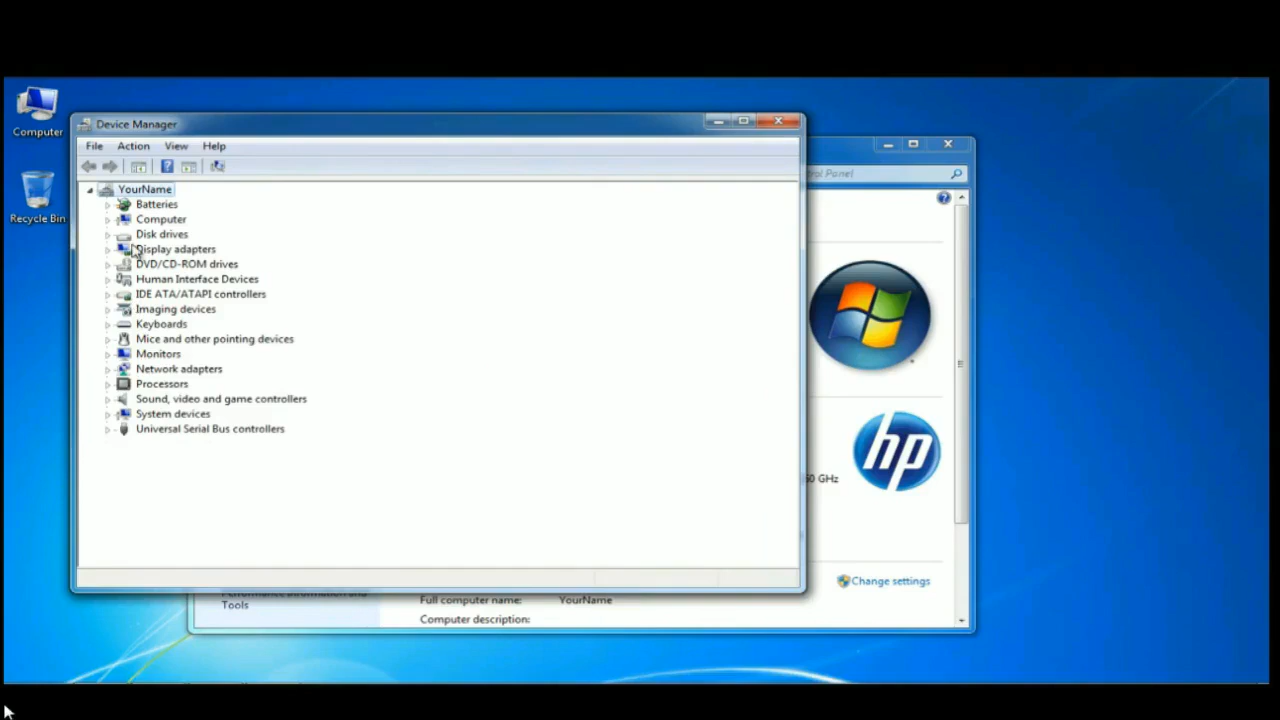 Computer
Recycle Bin
Device Manager
File Action View Help
YourName
Batteries
Computer
Disk drives
Display adapters
DVD/CD-ROM drives
Human Interface Devices
IDE ATA/ATAPI controllers
Imaging devices
Keyboards
Mice and other pointing devices
Monitors
Network adapters
Processors
Sound, video and game controllers
System devices
Universal Serial Bus controllers
trol Panel
hp
GHz
Change settings
Tools
Full computer name: YourName
Computer description: